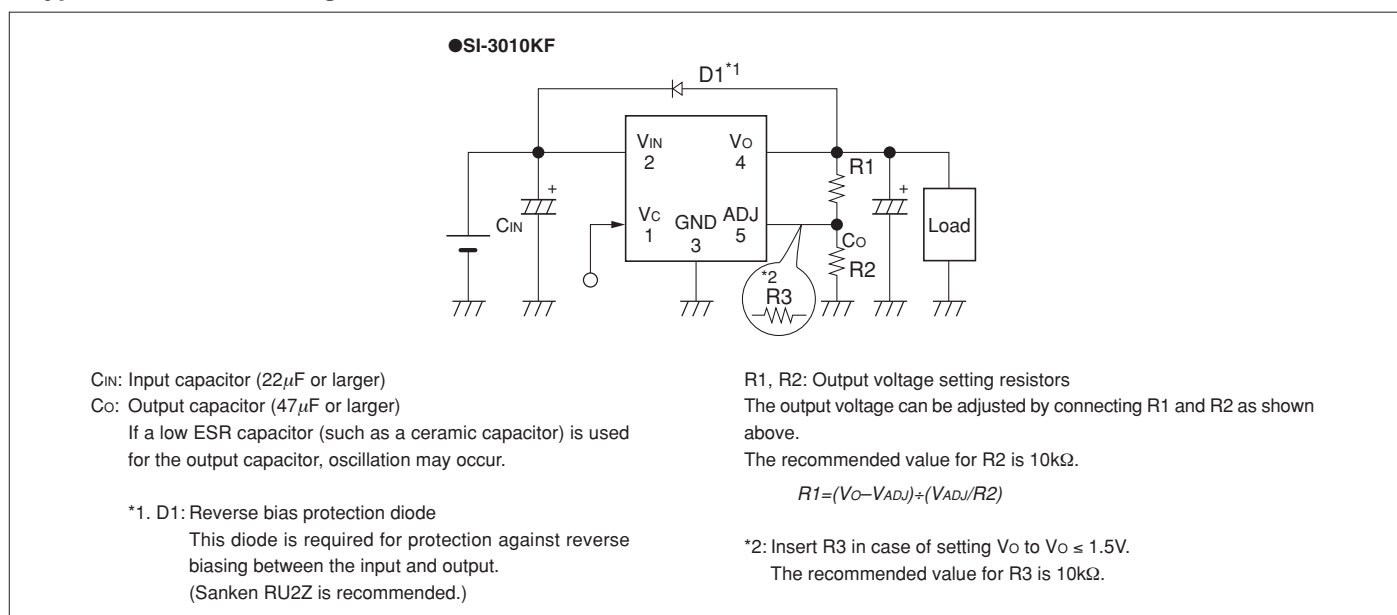 ●SI-3010KF
D1*1
VIN
2
VO
4
R1
+
+
CIN
VC
1
GND
3
ADJ
5
CO
R2
Load
*2
R3
CIN: Input capacitor (22μF or larger)
CO: Output capacitor (47μF or larger)
If a low ESR capacitor (such as a ceramic capacitor) is used
for the output capacitor, oscillation may occur.
*1. D1: Reverse bias protection diode
This diode is required for protection against reverse
biasing between the input and output.
(Sanken RU2Z is recommended.)
R1, R2: Output voltage setting resistors
The output voltage can be adjusted by connecting R1 and R2 as shown
above.
The recommended value for R2 is 10kΩ.
R1=(VO–VADJ)÷(VADJ/R2)
*2: Insert R3 in case of setting VO to VO ≤ 1.5V.
The recommended value for R3 is 10kΩ.